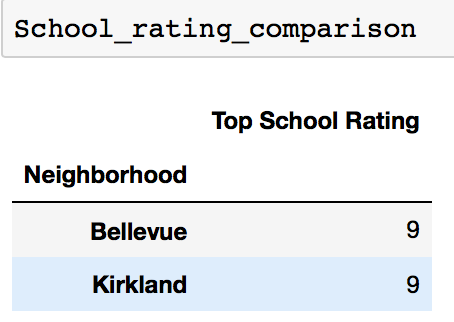 School_rating_comparison
Top School Rating
Neighborhood
Bellevue 9
Kirkland 9